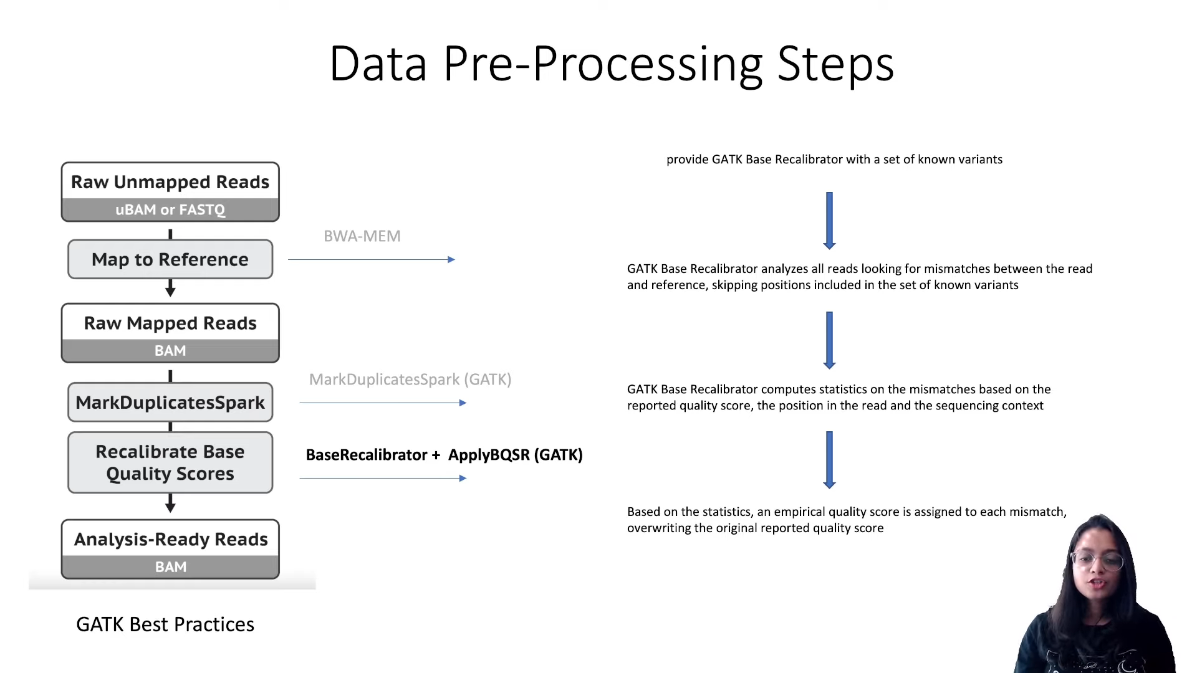 Data Pre-Processing Steps
Raw Unmapped Reads
uBAM or FASTQ
Map to Reference
BWA-MEM
Raw Mapped Reads
BAM
MarkDuplicatesSpark
MarkDuplicatesSpark (GATK)
Recalibrate Base
Quality Scores
BaseRecalibrator + ApplyBQSR (GATK)
Analysis-Ready Reads
BAM
GATK Best Practices
provide GATK Base Recalibrator with a set of known variants
GATK Base Recalibrator analyzes all reads looking for mismatches between the read
and reference, skipping positions included in the set of known variants
GATK Base Recalibrator computes statistics on the mismatches based on the
reported quality score, the position in the read and the sequencing context
Based on the statistics, an empirical quality score is assigned to each mismatch,
overwriting the original reported quality score